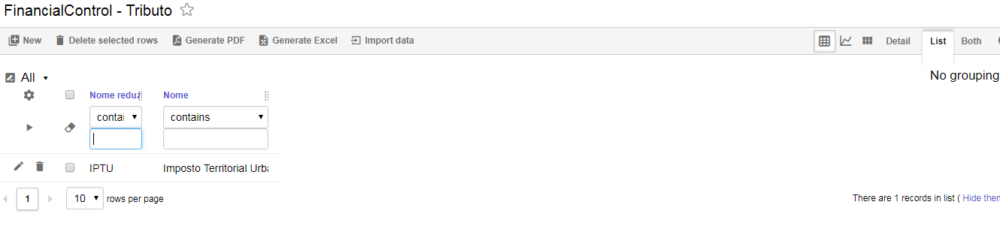 FinancialControl - Tributo
New Delete selected rows Generate PDF Generate Excel Import data Detail List Both
No grouping
All
Nome reduz Nome
contai contains
IPTU Imposto Territorial Urba
1 10 rows per page There are 1 records in list ( Hide them